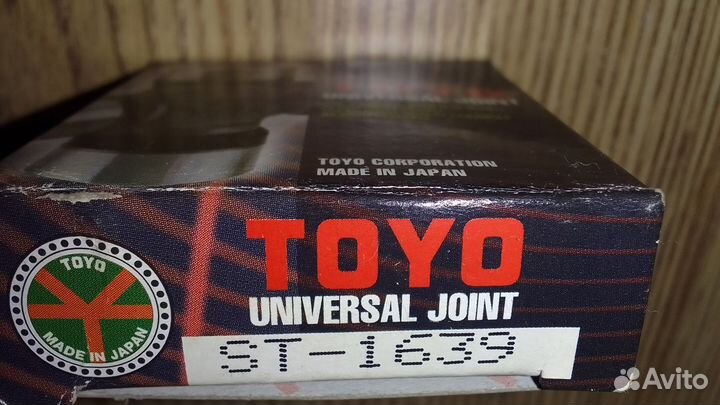 TOYO CORPORATION
MADE IN JAPAN
TOYO
UNIVERSAL JOINT
ST-1639
TOYO
MADE IN JAPAN
Avito